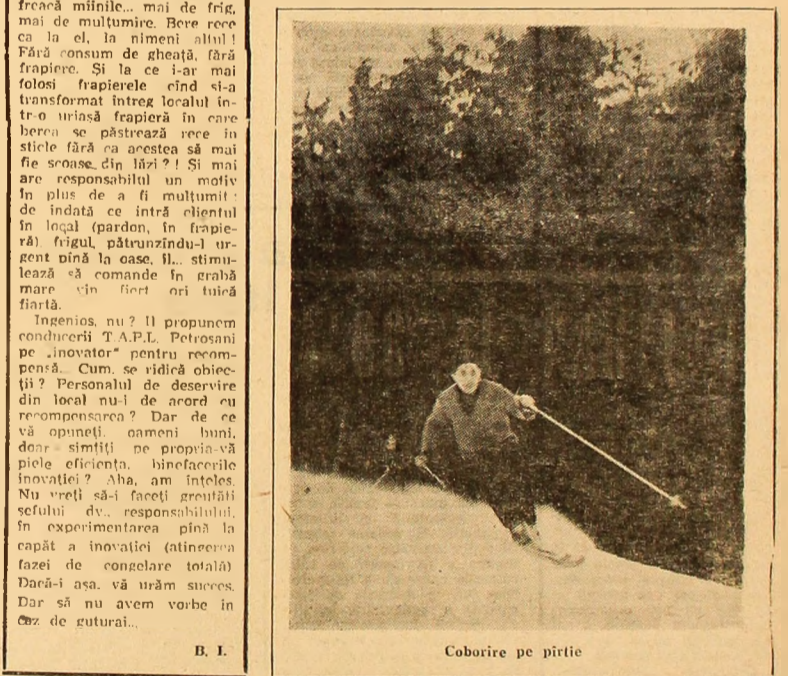 freacă mîinile... mai de frig,
mai de mulțumire. Bere rece
ca la el, la nimeni altul!
Fără consum de gheață, fără
frapiere. Și la ce i-ar mai
folosi frapierele cînd și-a
transformat întreg localul în-
tr-o uriașă frapieră în care
berea se păstrează rece în
sticle fără ca acestea să mai
fie scoase din lăzi?! Și mai
are responsabilul un motiv
în plus de a fi mulțumit:
de îndată ce intră clientul
în local (pardon, în frapie-
ră) frigul, pătrunzîndu-l ur-
gent pînă la oase, îl... stimu-
lează să comande în grabă
mare vin fiert ori țuică
fiartă.
Ingenios, nu? Îl propunem
conducerii T.A.P.L. Petroșani
pe „inovator" pentru recom-
pensă. Cum, se ridică obiec-
ții? Personalul de deservire
din local nu-i de acord cu
recompensarea? Dar de ce
vă opuneți, oameni buni,
doar simțiți pe propria-vă
piele eficiența, binefacerile
inovației? Aha, am înțeles.
Nu vreți să-i faceți greutăți
șefului dv., responsabilului,
în experimentarea pînă la
capăt a inovației (atingerea
fazei de congelare totală)
Dacă-i așa, vă urăm succes.
Dar să nu avem vorbe în
caz de guturai...
B. I.
Coborîre pe pîrtie